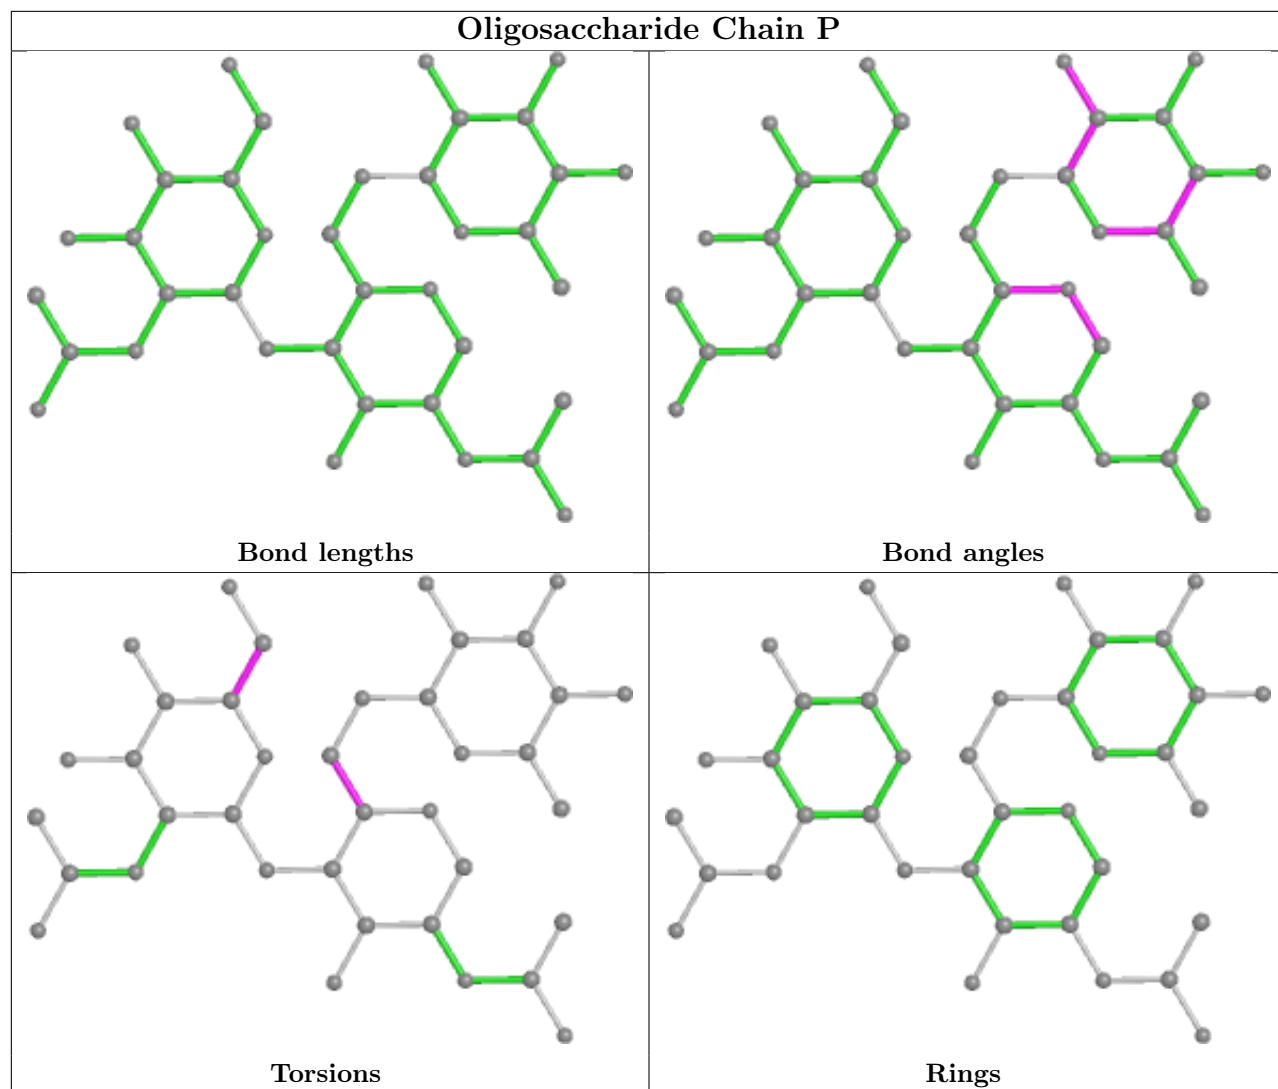 Oligosaccharide Chain P
Bond lengths
Bond angles
Torsions
Rings